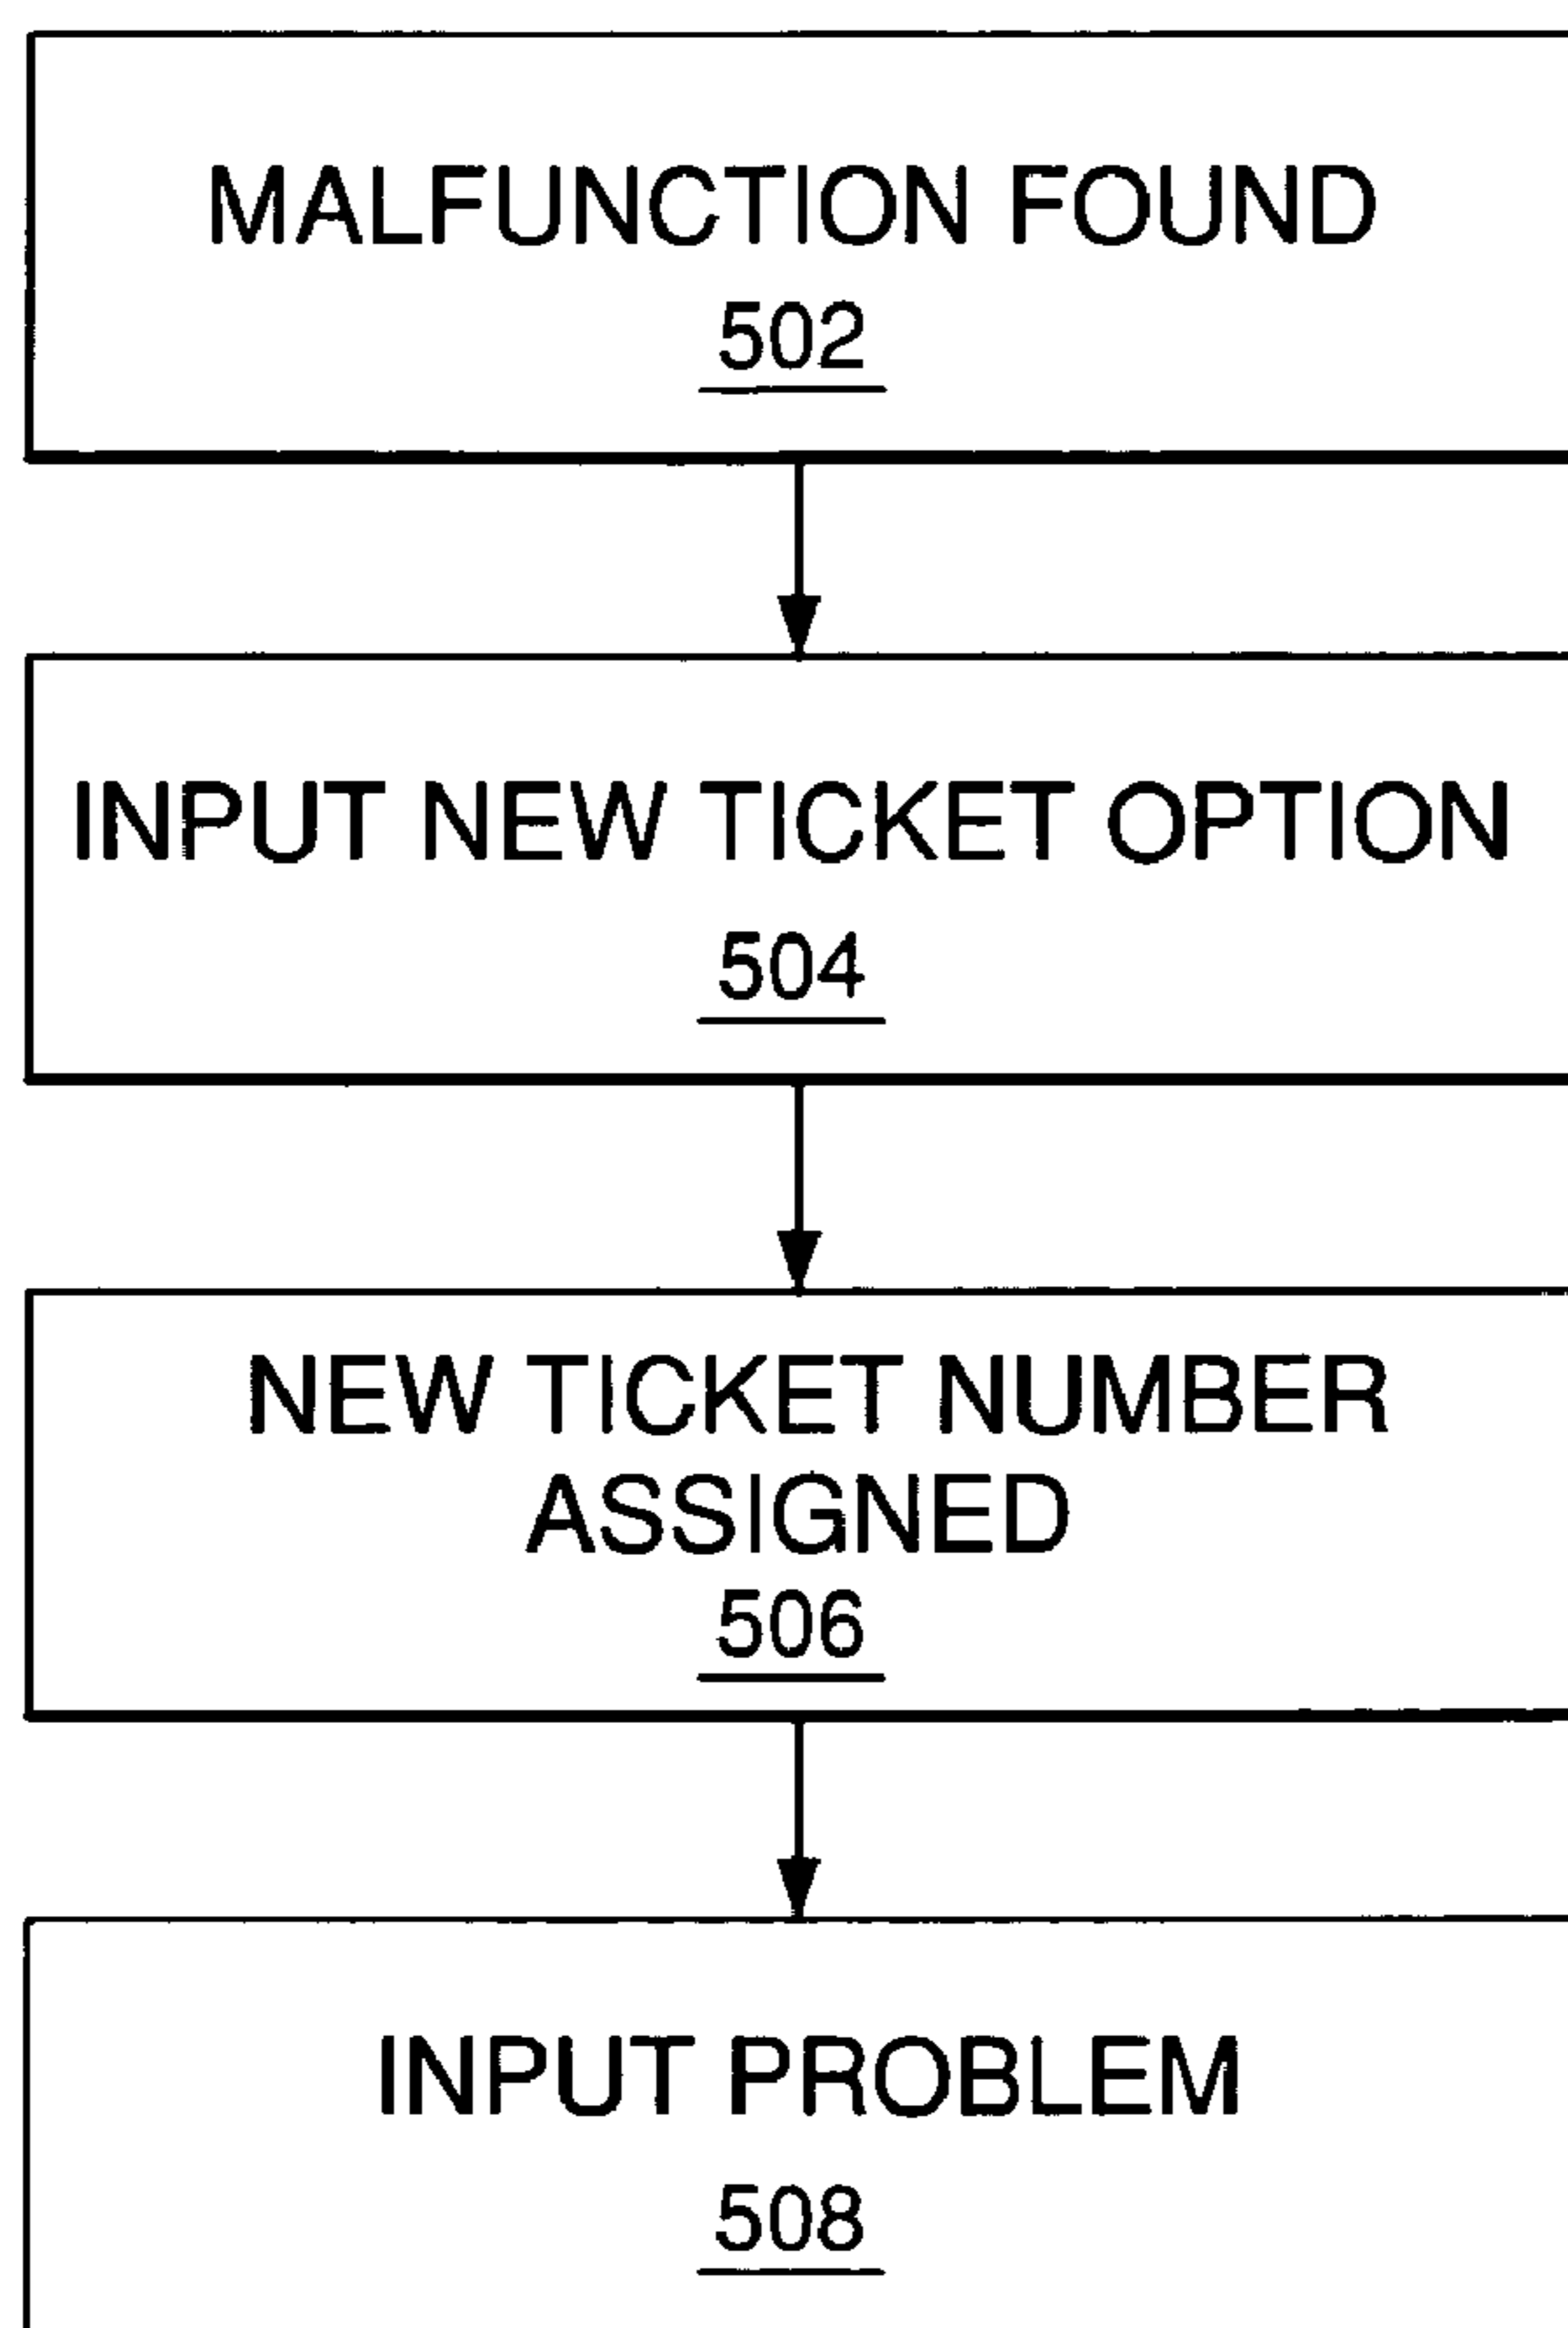 MALFUNCTION FOUND
502
INPUT NEW TICKET OPTION
504
NEW TICKET NUMBER
ASSIGNED
506
INPUT PROBLEM
508